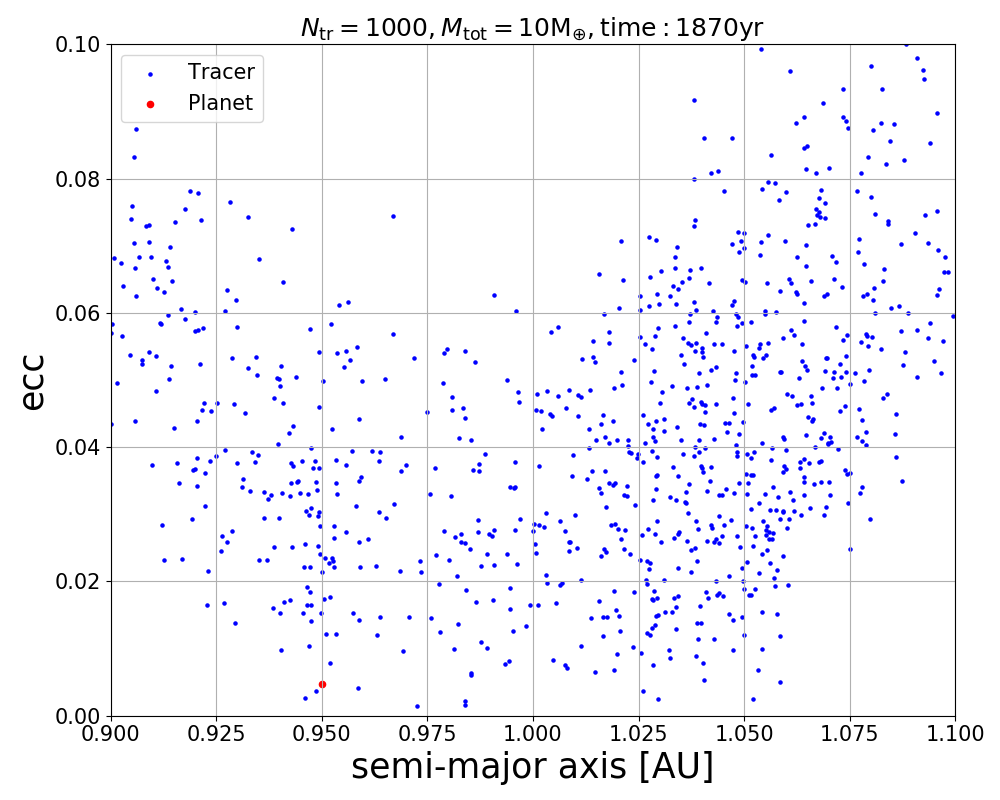 N_tr = 1000, M_tot = 10M_⊕, time : 1870yr
0.10
0.08
0.06
0.04
0.02
0.00
ecc
Tracer
Planet
0.900 0.925 0.950 0.975 1.000 1.025 1.050 1.075 1.100
semi-major axis [AU]